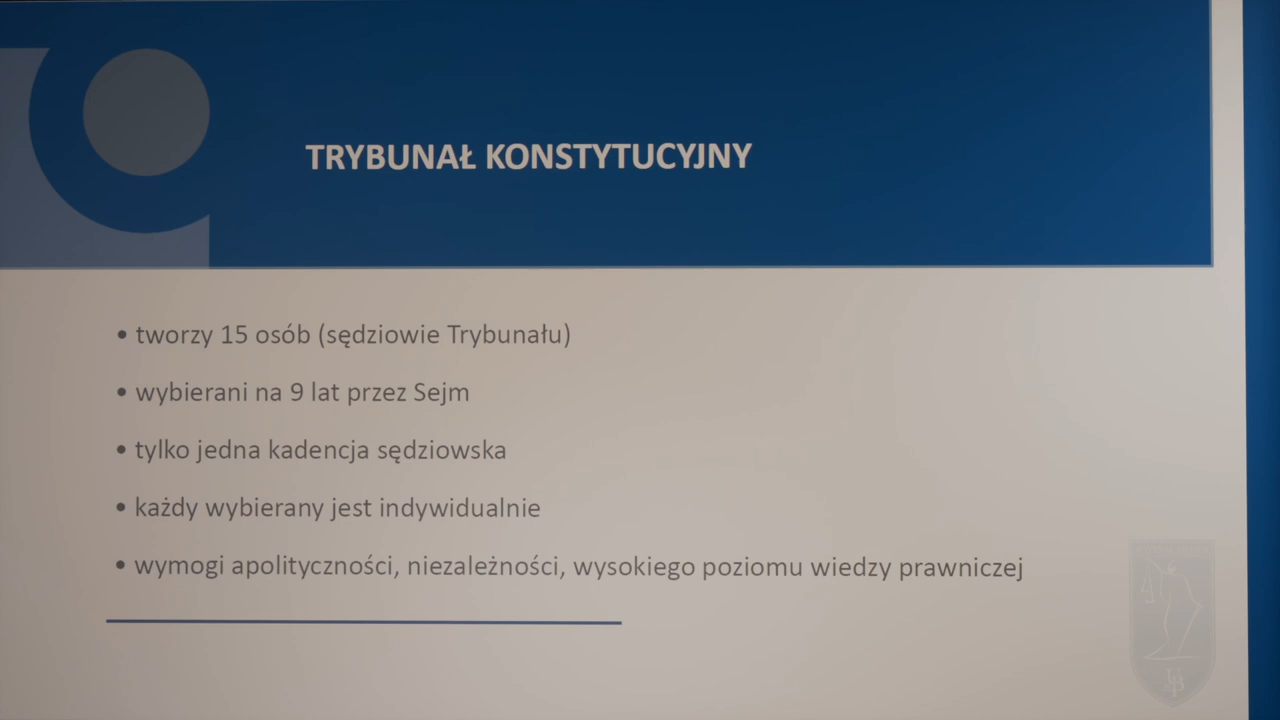 TRYBUNAŁ KONSTYTUCYJNY
• tworzy 15 osób (sędziowie Trybunału)
• wybierani na 9 lat przez Sejm
• tylko jedna kadencja sędziowska
• każdy wybierany jest indywidualnie
• wymogi apolityczności, niezależności, wysokiego poziomu wiedzy prawniczej